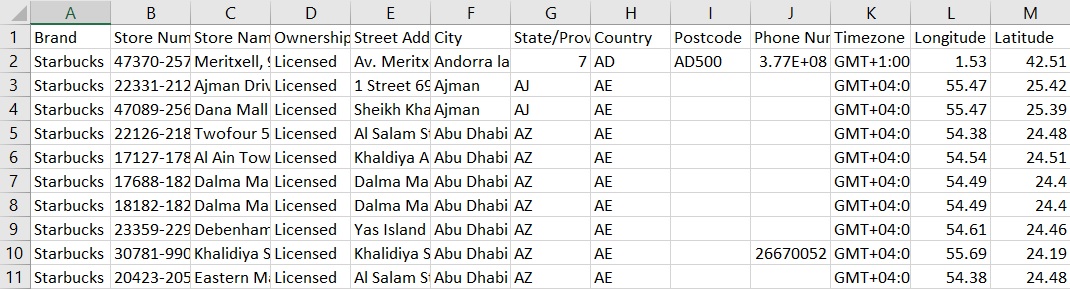 A B C D E F G H I J K L M
1 Brand Store Num Store Nam Ownership Street Add City State/Prov Country Postcode Phone Nur Timezone Longitude Latitude
2 Starbucks 47370-257 Meritxell, 9 Licensed Av. Meritx Andorra la 7 AD AD500 3.77E+08 GMT+1:00 1.53 42.51
3 Starbucks 22331-212 Ajman Driv Licensed 1 Street 69 Ajman AJ AE GMT+04:0 55.47 25.42
4 Starbucks 47089-256 Dana Mall Licensed Sheikh Kha Ajman AJ AE GMT+04:0 55.47 25.39
5 Starbucks 22126-218 Twofour 5 Licensed Al Salam St Abu Dhabi AZ AE GMT+04:0 54.38 24.48
6 Starbucks 17127-178 Al Ain Tow Licensed Khaldiya A Abu Dhabi AZ AE GMT+04:0 54.54 24.51
7 Starbucks 17688-182 Dalma Ma Licensed Dalma Ma Abu Dhabi AZ AE GMT+04:0 54.49 24.4
8 Starbucks 18182-182 Dalma Ma Licensed Dalma Ma Abu Dhabi AZ AE GMT+04:0 54.49 24.4
9 Starbucks 23359-229 Debenham Licensed Yas Island Abu Dhabi AZ AE GMT+04:0 54.61 24.46
10 Starbucks 30781-990 Khalidiya S Licensed Khalidiya S Abu Dhabi AZ AE 26670052 GMT+04:0 55.69 24.19
11 Starbucks 20423-205 Eastern Ma Licensed Al Salam St Abu Dhabi AZ AE GMT+04:0 54.38 24.48